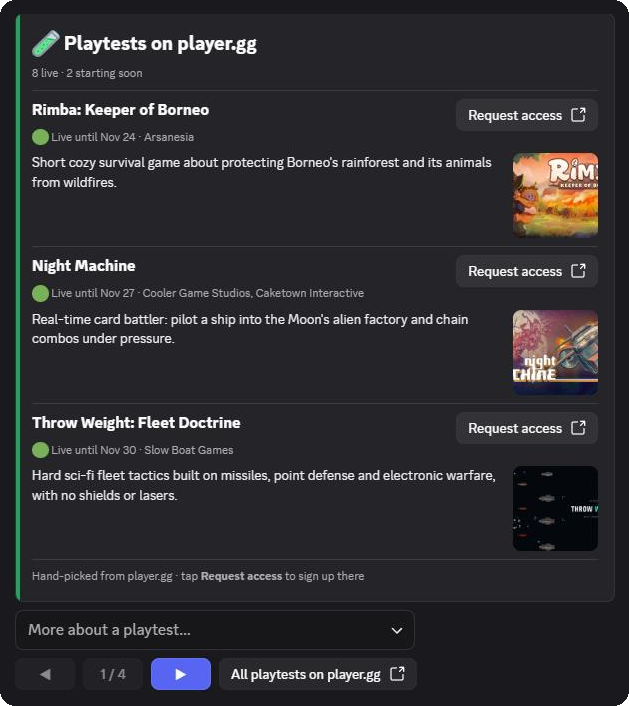 Playtests on player.gg
8 live · 2 starting soon
Rimba: Keeper of Borneo
Request access
Live until Nov 24 · Arsanesia
Short cozy survival game about protecting Borneo's rainforest and its animals
from wildfires.
Night Machine
Request access
Live until Nov 27 · Cooler Game Studios, Caketown Interactive
Real-time card battler: pilot a ship into the Moon's alien factory and chain
combos under pressure.
night
Throw Weight: Fleet Doctrine
Request access
Live until Nov 30 · Slow Boat Games
Hard sci-fi fleet tactics built on missiles, point defense and electronic warfare,
with no shields or lasers.
THROW
Hand-picked from player.gg · tap Request access to sign up there
More about a playtest...
1 / 4
All playtests on player.gg